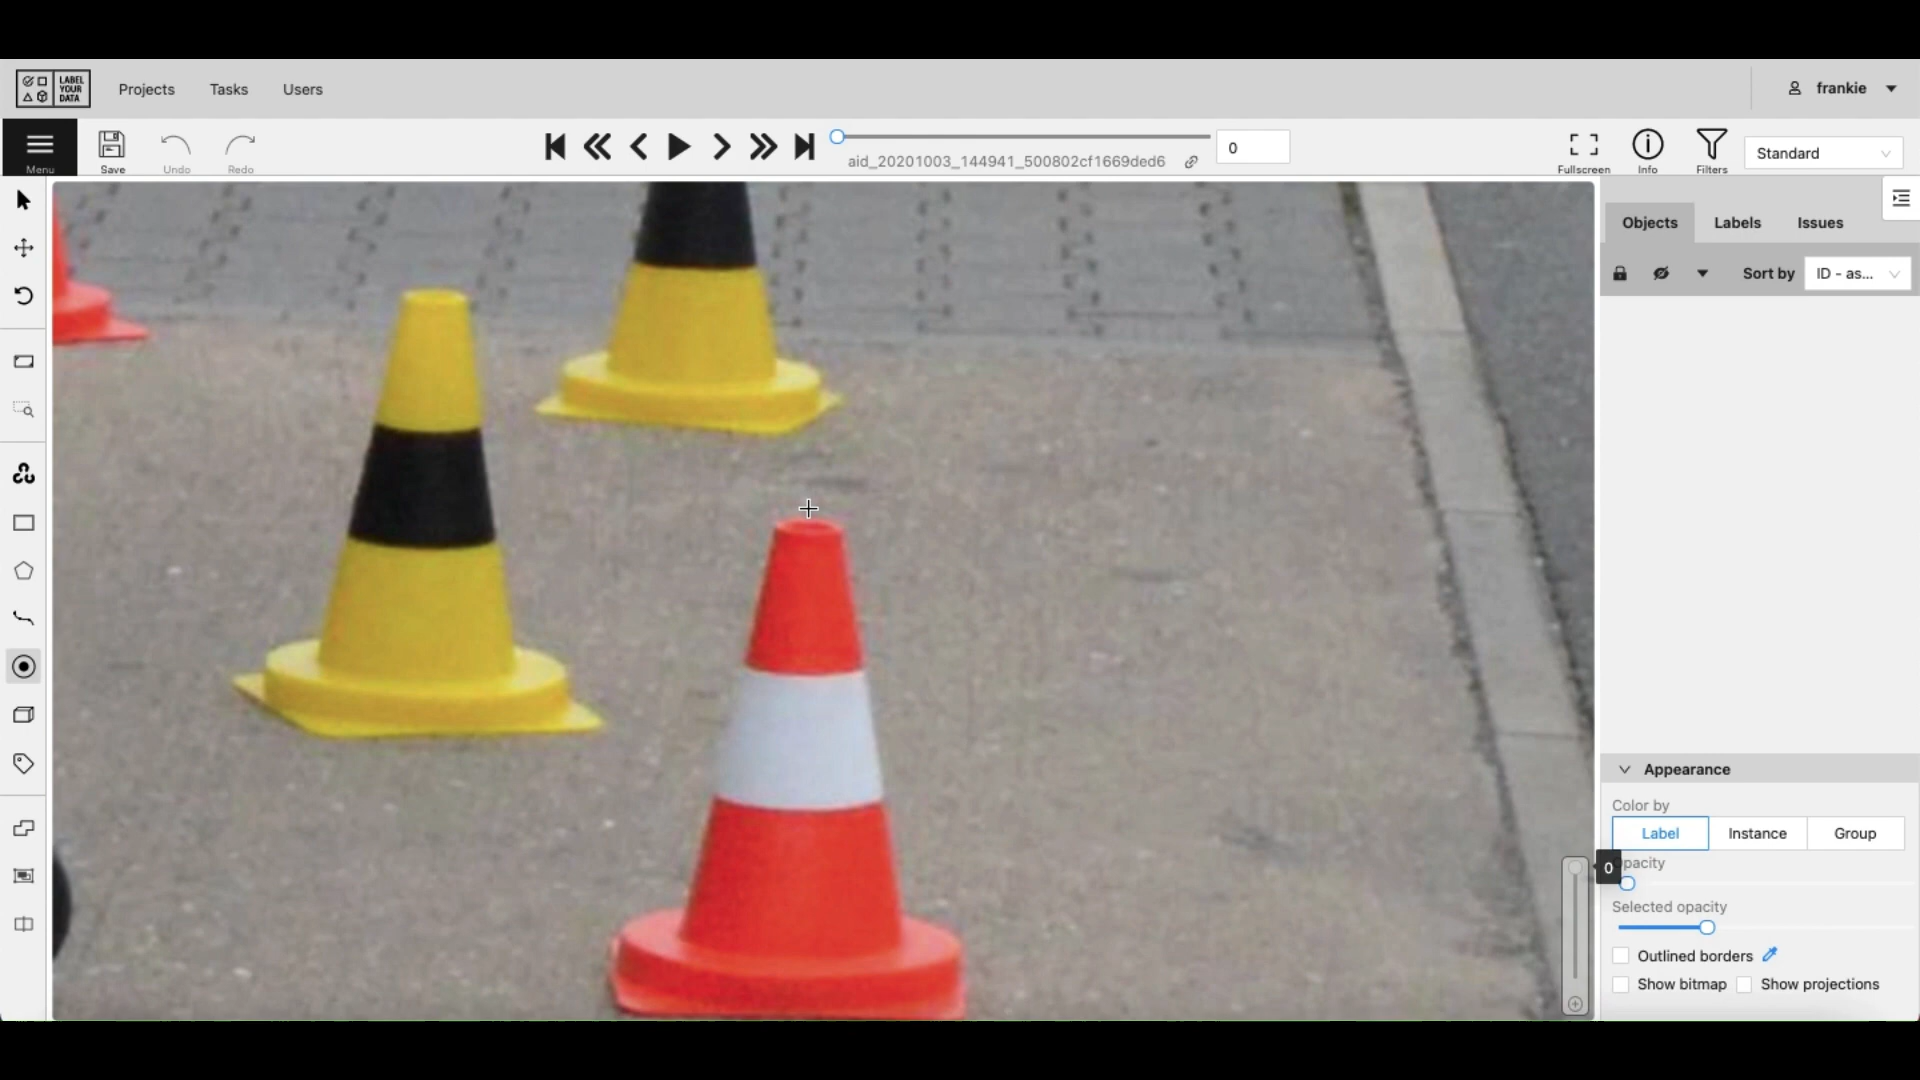 LABEL
YOUR
DATA
Projects Tasks Users
frankie
Menu Save Undo Redo
aid_20201003_144941_500802cf1669ded6
0
Fullscreen Info Filters
Standard
Objects Labels Issues
Sort by ID - as...
Appearance
Color by
Label Instance Group
0
pacity
Selected opacity
Outlined borders
Show bitmap Show projections